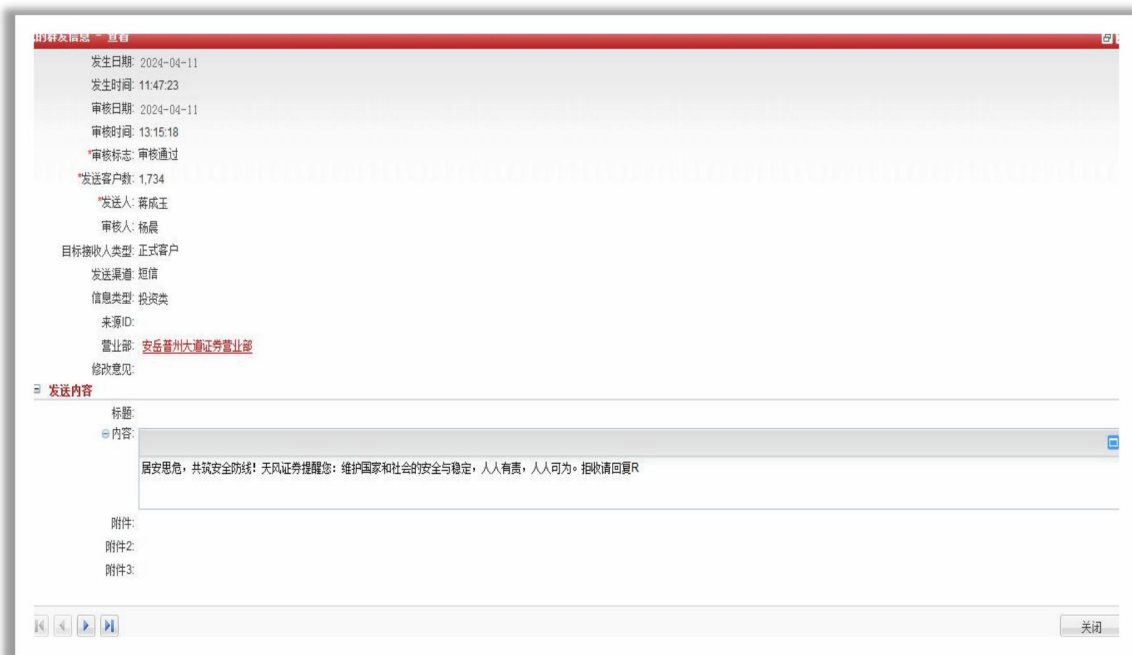 的群发信息 - 查看
发生日期: 2024-04-11
发生时间: 11:47:23
审核日期: 2024-04-11
审核时间: 13:15:18
*审核标志: 审核通过
*发送客户数: 1,734
*发送人: 蒋成玉
审核人: 杨晨
目标接收人类型: 正式客户
发送渠道: 短信
信息类型: 投资类
来源ID:
营业部: 安岳普州大道证券营业部
修改意见:
发送内容
标题:
内容:
居安思危，共筑安全防线！天风证券提醒您：维护国家和社会的安全与稳定，人人有责，人人可为。拒收请回复R
附件:
附件2:
附件3:
关闭